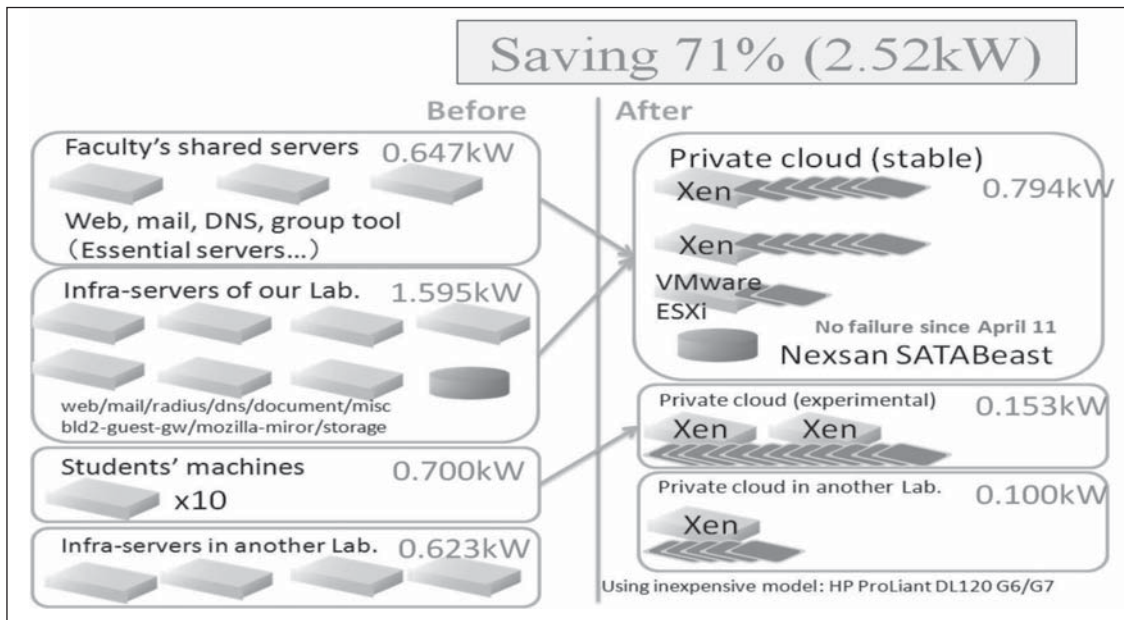 Saving 71% (2.52kW)
Before
After
Faculty's shared servers
0.647kW
Web, mail, DNS, group tool
(Essential servers...)
Infra-servers of our Lab.
1.595kW
web/mail/radius/dns/document/misc
bld2-guest-gw/mozilla-miror/storage
Students' machines
0.700kW
x10
Infra-servers in another Lab.
0.623kW
Private cloud (stable)
0.794kW
Xen
Xen
VMware
ESXi
No failure since April 11
Nexsan SATABeast
Private cloud (experimental)
0.153kW
Xen
Xen
Private cloud in another Lab.
0.100kW
Xen
Using inexpensive model: HP ProLiant DL120 G6/G7